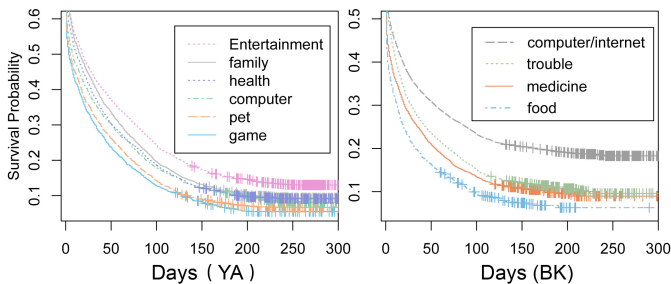 Survival Probability
0.6
0.5
0.4
0.3
0.2
0.1
Entertainment
family
health
computer
pet
game
0 50 100 150 200 250 300
Days ( YA )
0.5
0.4
0.3
0.2
0.1
computer/internet
trouble
medicine
food
0 50 100 150 200 250 300
Days (BK)